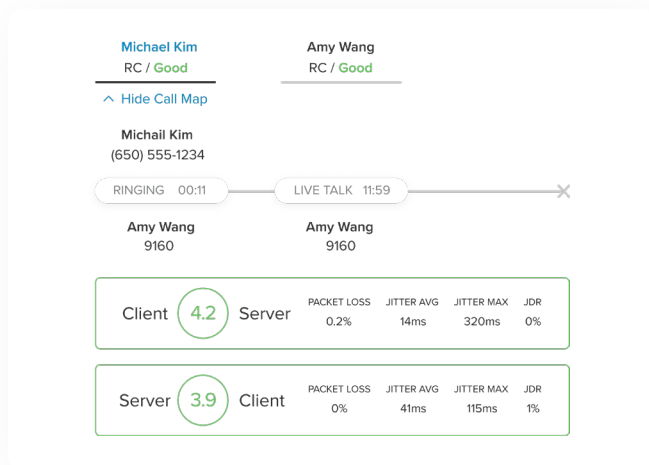 Michael Kim
RC / Good
Amy Wang
RC / Good
Hide Call Map
Michail Kim
(650) 555-1234
RINGING 00:11
LIVE TALK 11:59
Amy Wang
9160
Amy Wang
9160
Client 4.2 Server
PACKET LOSS JITTER AVG JITTER MAX JDR
0.2% 14ms 320ms 0%
Server 3.9 Client
PACKET LOSS JITTER AVG JITTER MAX JDR
0% 41ms 115ms 1%